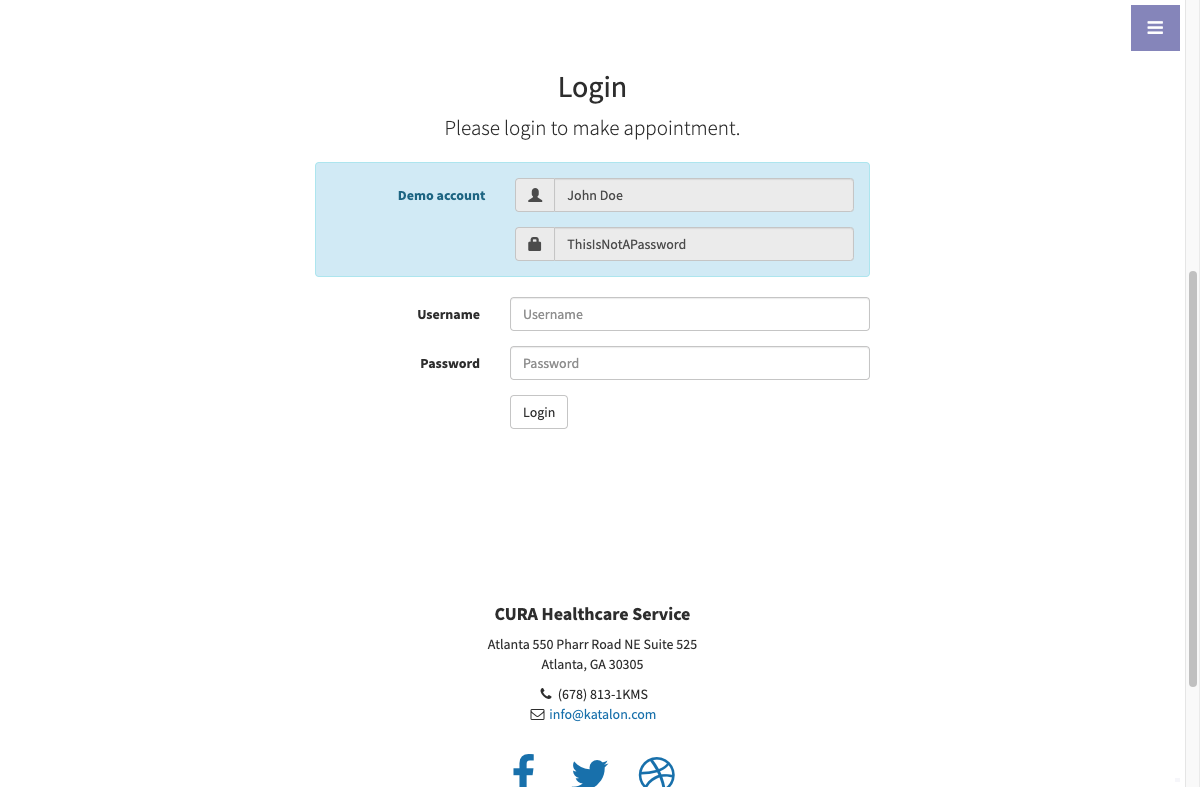 Login
Please login to make appointment.
Demo account
John Doe
ThisIsNotAPassword
Username
Username
Password
Password
Login
CURA Healthcare Service
Atlanta 550 Pharr Road NE Suite 525
Atlanta, GA 30305
(678) 813-1KMS
info@katalon.com